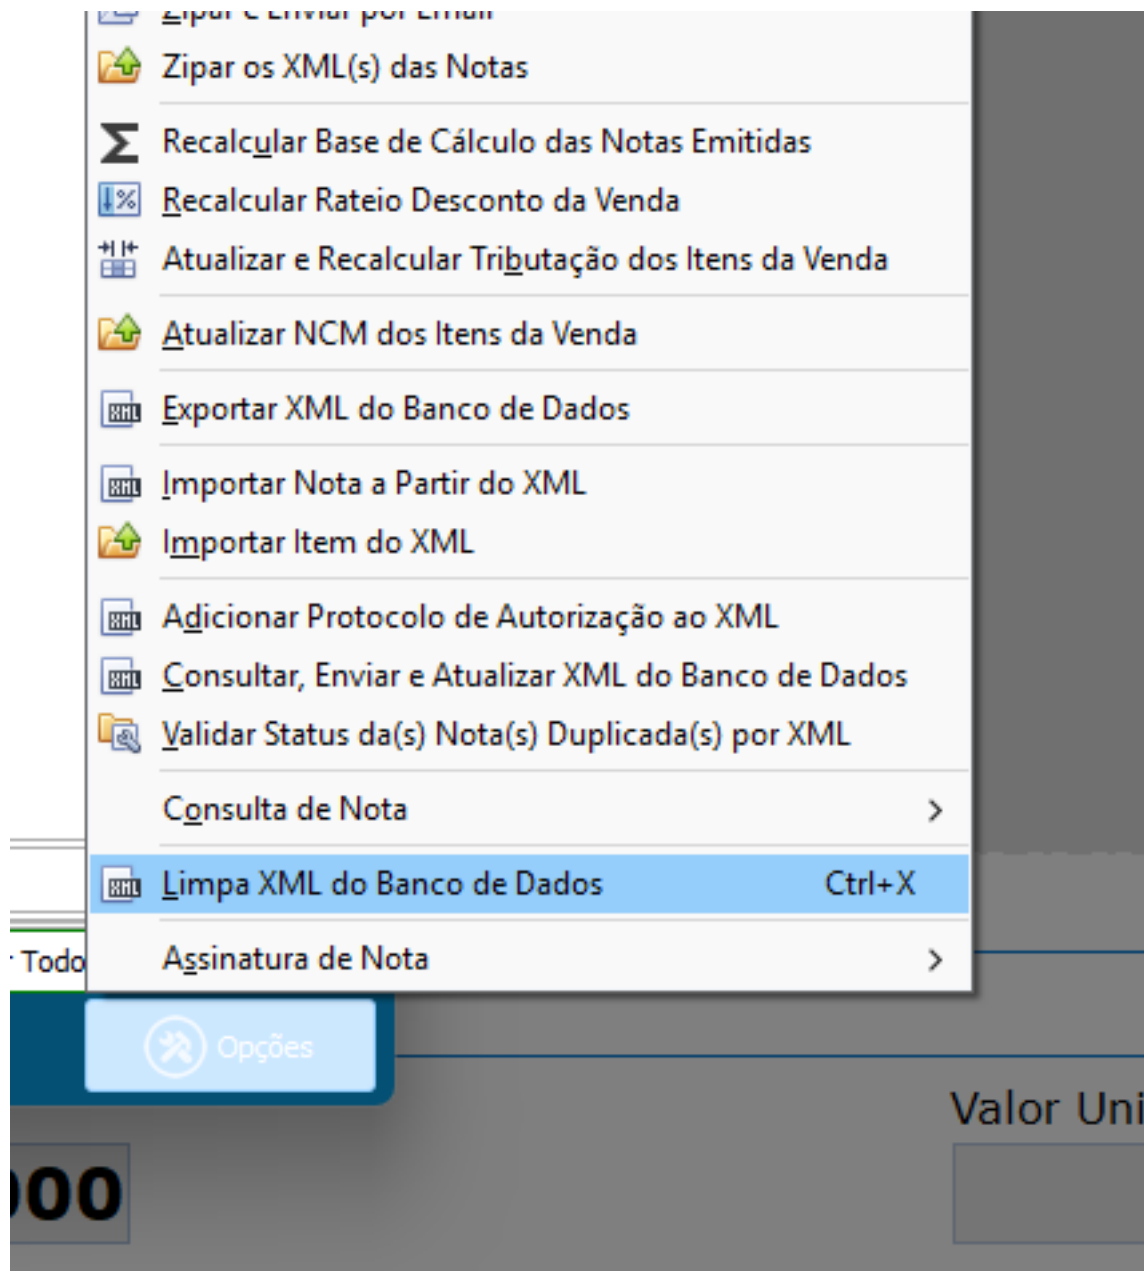 Zipar e Enviar por Email
Zipar os XML(s) das Notas
Recalcular Base de Cálculo das Notas Emitidas
Recalcular Rateio Desconto da Venda
Atualizar e Recalcular Tributação dos Itens da Venda
Atualizar NCM dos Itens da Venda
Exportar XML do Banco de Dados
Importar Nota a Partir do XML
Importar Item do XML
Adicionar Protocolo de Autorização ao XML
Consultar, Enviar e Atualizar XML do Banco de Dados
Validar Status da(s) Nota(s) Duplicada(s) por XML
Consulta de Nota
Limpa XML do Banco de Dados Ctrl+X
Assinatura de Nota
Todo
Opções
Valor Uni
000